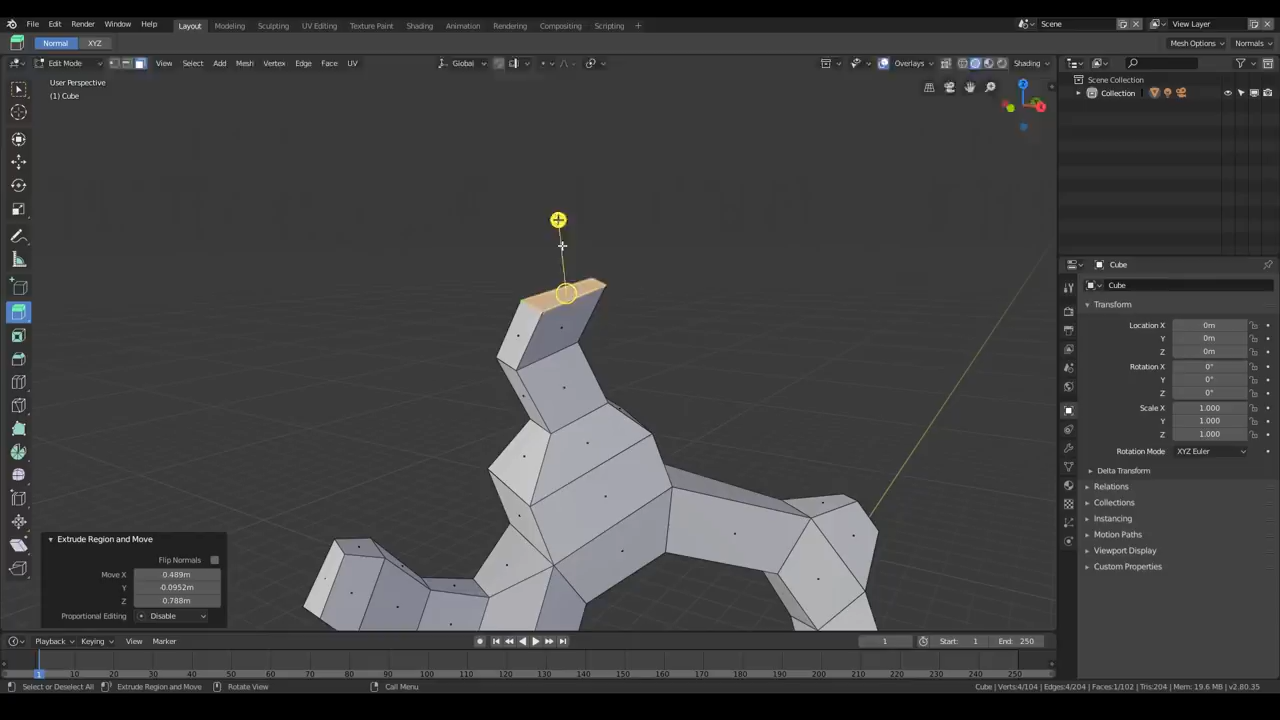 File Edit Render Window Help Layout Modeling Sculpting UV Editing Texture Paint Shading Animation Rendering Compositing Scripting + Scene View Layer
Normal XYZ Mesh Options Normals
Edit Mode View Select Add Mesh Vertex Edges Face UV Global Overlays Shading
User Perspective
(1) Cube
Z
Scene Collection
Collection
Cube
Cube
Transform
Location X 0m
Y 0m
Z 0m
Rotation X 0°
Y 0°
Z 0°
Scale X 1.000
Y 1.000
Z 1.000
Rotation Mode XYZ Euler
Delta Transform
Relations
Collections
Instancing
Motion Paths
Viewport Display
Custom Properties
Extrude Region and Move
Flip Normals
Move X 0.489m
Y -0.0952m
Z 0.788m
Proportional Editing Disable
Playback Keying View Marker 1 Start: 1 End: 250
1 10 20 30 40 50 60 70 80 90 100 110 120 130 140 150 160 170 180 190 200 210 220 230 240 250
Select or Deselect All Extrude Region and Move Rotate View Call Menu Cube | Verts:4/104 | Edges:4/204 | Faces:1/102 | Tris:204 | Mem: 19.6 MB | v2.80.35